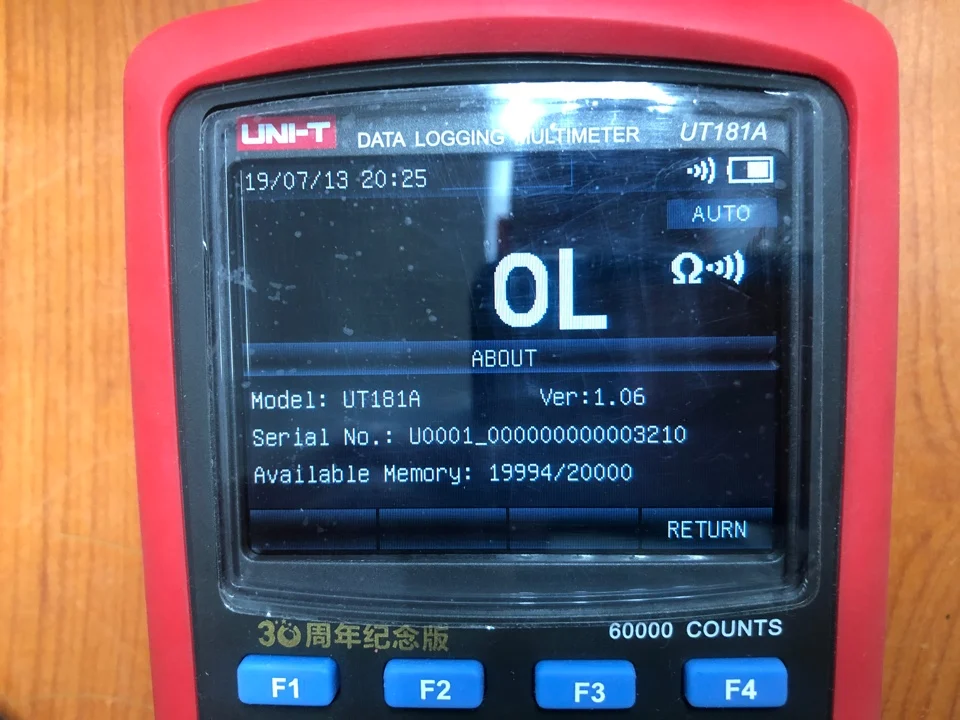 UNI-T DATA LOGGING MULTIMETER UT181A
19/07/13 20:25
AUTO
OL Ω
ABOUT
Model: UT181A Ver:1.06
Serial No.: U0001_000000000003210
Available Memory: 19994/20000
RETURN
30周年纪念版 60000 COUNTS
F1 F2 F3 F4